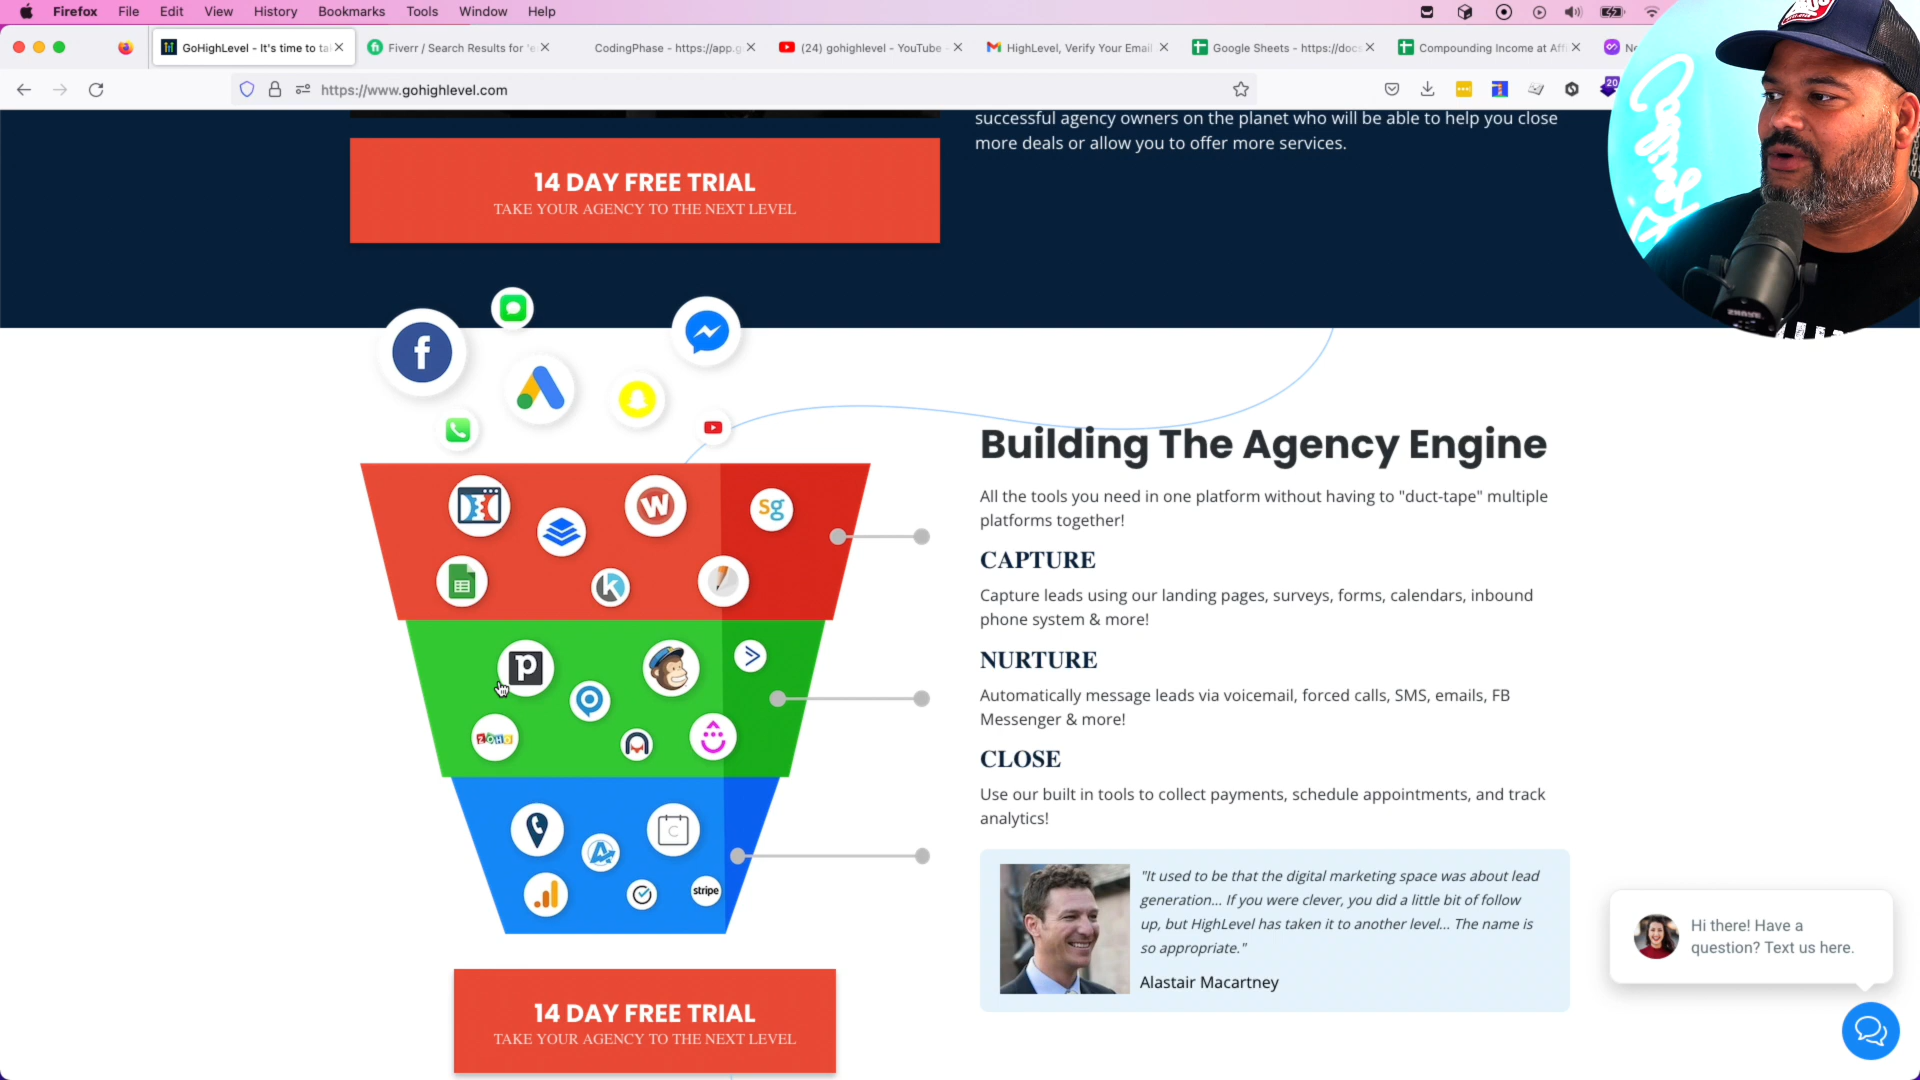 Firefox File Edit View History Bookmarks Tools Window Help
GoHighLevel - It's time to ta
Fiverr / Search Results for 'e
CodingPhase - https://app.g
(24) gohighlevel - YouTube -
HighLevel, Verify Your Email
Google Sheets - https://docs
Compounding Income at Affi
Ne
https://www.gohighlevel.com
20
successful agency owners on the planet who will be able to help you close
more deals or allow you to offer more services.
14 DAY FREE TRIAL
TAKE YOUR AGENCY TO THE NEXT LEVEL
f
W
sg
K
p
ZOHO
C
stripe
Building The Agency Engine
All the tools you need in one platform without having to "duct-tape" multiple
platforms together!
CAPTURE
Capture leads using our landing pages, surveys, forms, calendars, inbound
phone system & more!
NURTURE
Automatically message leads via voicemail, forced calls, SMS, emails, FB
Messenger & more!
CLOSE
Use our built in tools to collect payments, schedule appointments, and track
analytics!
"It used to be that the digital marketing space was about lead
generation... If you were clever, you did a little bit of follow
up, but HighLevel has taken it to another level... The name is
so appropriate."
Alastair Macartney
14 DAY FREE TRIAL
TAKE YOUR AGENCY TO THE NEXT LEVEL
Hi there! Have a
question? Text us here.